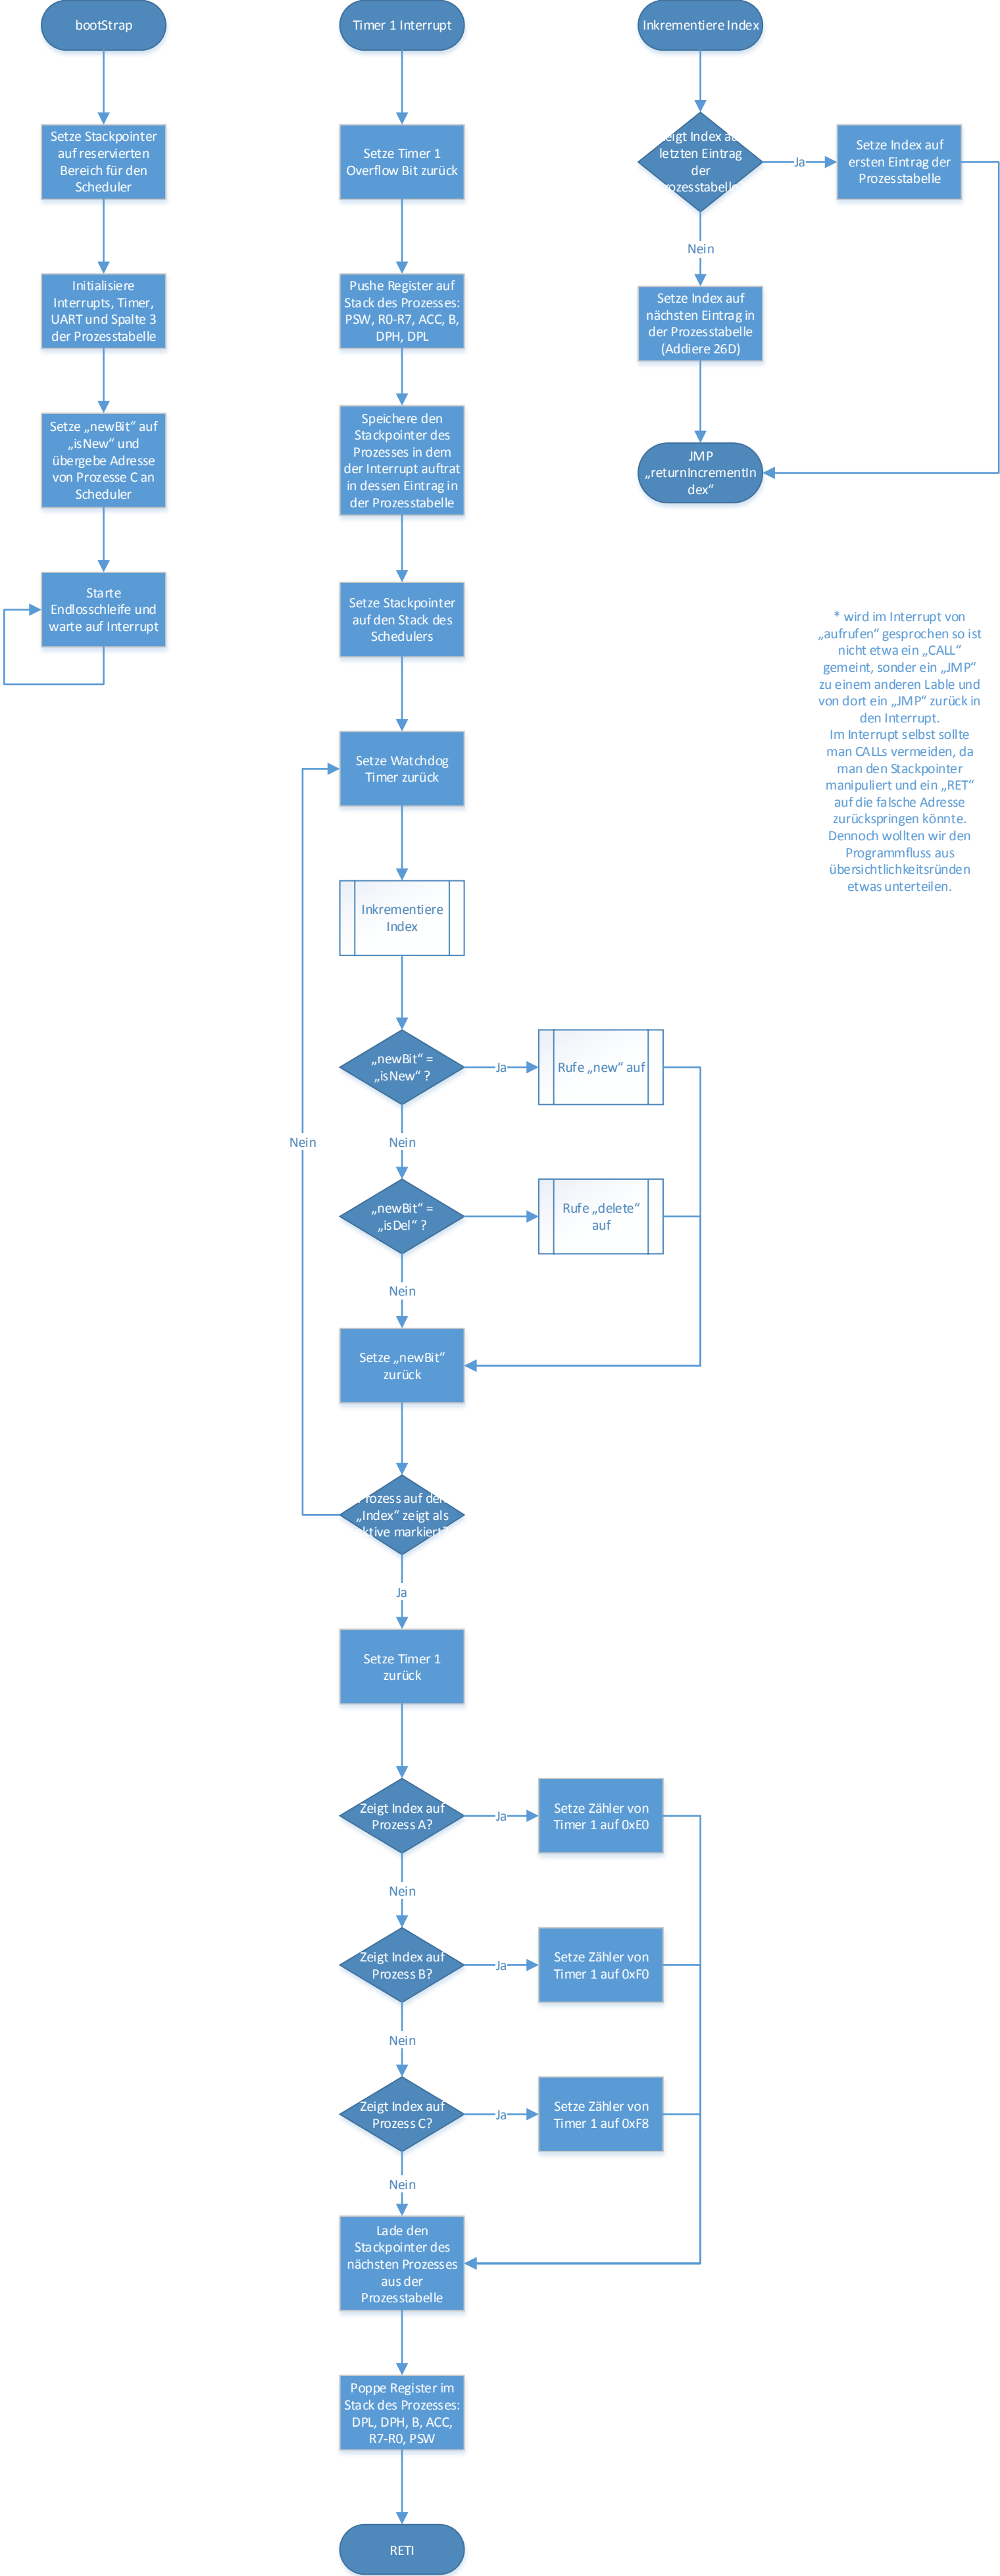 bootStrap
Setze Stackpointer
auf reservierten
Bereich für den
Scheduler
Initialisiere
Interrupts, Timer,
UART und Spalte 3
der Prozesstabelle
Setze „newBit“ auf
„isNew“ und
übergebe Adresse
von Prozesse C an
Scheduler
Starte
Endlosschleife und
warte auf Interrupt
Timer 1 Interrupt
Setze Timer 1
Overflow Bit zurück
Pushe Register auf
Stack des Prozesses:
PSW, R0-R7, ACC, B,
DPH, DPL
Speichere den
Stackpointer des
Prozesses in dem
der Interrupt auftrat
in dessen Eintrag in
der Prozesstabelle
Setze Stackpointer
auf den Stack des
Schedulers
Setze Watchdog
Timer zurück
Inkrementiere
Index
„newBit“ =
„isNew“ ?
Ja
Rufe „new“ auf
Nein
Nein
„newBit“ =
„isDel“ ?
Rufe „delete“
auf
Nein
Setze „newBit“
zurück
Prozess auf den
„Index“ zeigt als
aktive markiert?
Ja
Setze Timer 1
zurück
Zeigt Index auf
Prozess A?
Ja
Setze Zähler von
Timer 1 auf 0xE0
Nein
Zeigt Index auf
Prozess B?
Ja
Setze Zähler von
Timer 1 auf 0xF0
Nein
Zeigt Index auf
Prozess C?
Ja
Setze Zähler von
Timer 1 auf 0xF8
Nein
Lade den
Stackpointer des
nächsten Prozesses
aus der
Prozesstabelle
Poppe Register im
Stack des Prozesses:
DPL, DPH, B, ACC,
R7-R0, PSW
RETI
Inkrementiere Index
Zeigt Index auf
letzten Eintrag
der
Prozesstabelle
Ja
Setze Index auf
ersten Eintrag der
Prozesstabelle
Nein
Setze Index auf
nächsten Eintrag in
der Prozesstabelle
(Addiere 26D)
JMP
„returnIncrementIn
dex“
* wird im Interrupt von
„aufrufen“ gesprochen so ist
nicht etwa ein „CALL“
gemeint, sonder ein „JMP“
zu einem anderen Lable und
von dort ein „JMP“ zurück in
den Interrupt.
Im Interrupt selbst sollte
man CALLs vermeiden, da
man den Stackpointer
manipuliert und ein „RET“
auf die falsche Adresse
zurückspringen könnte.
Dennoch wollten wir den
Programmfluss aus
übersichtlichkeitsründen
etwas unterteilen.